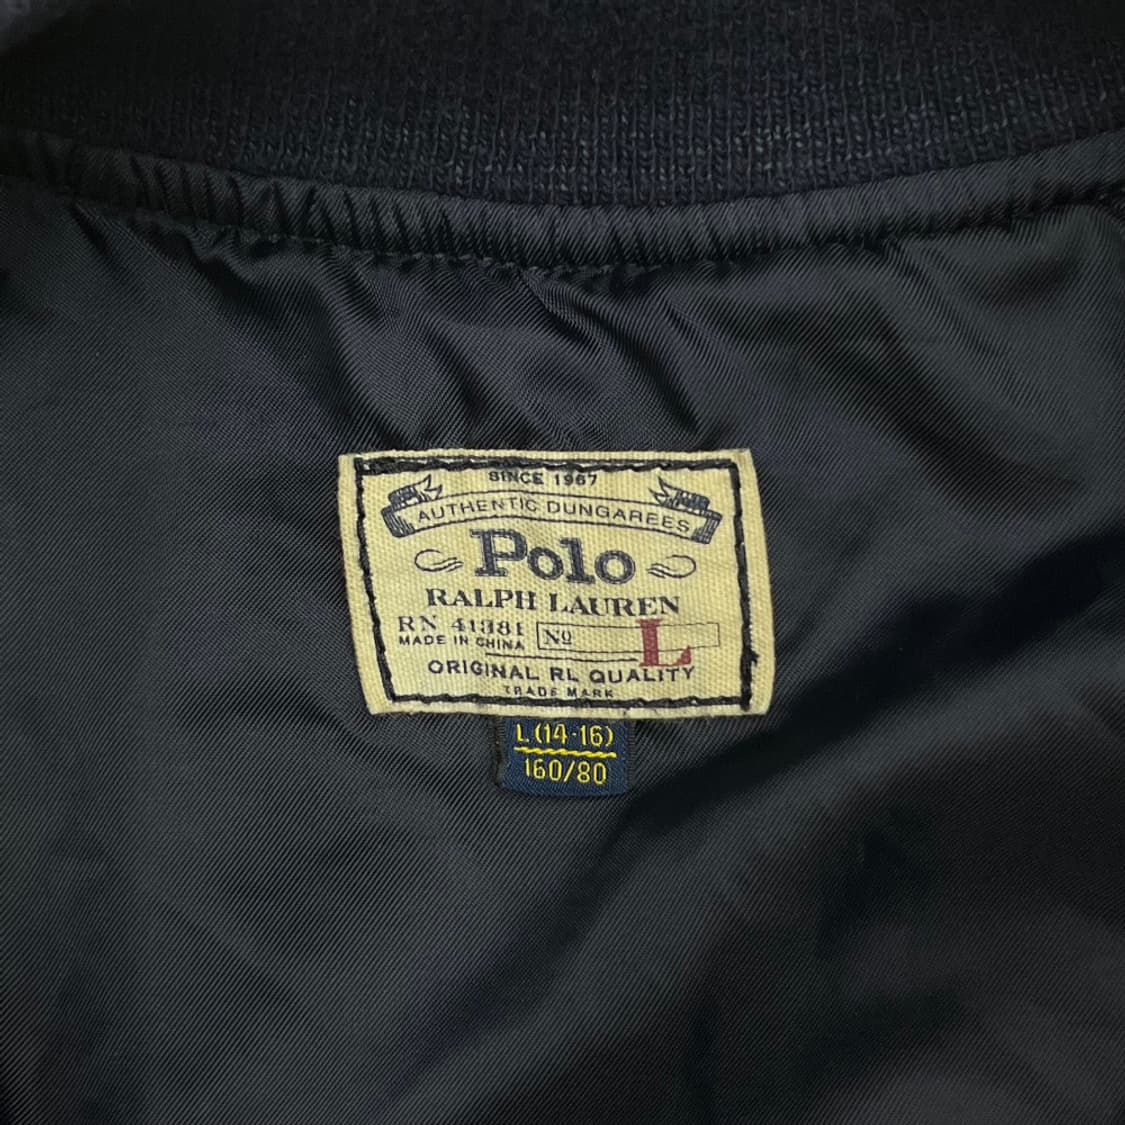 SINCE 1967
AUTHENTIC DUNGAREES
Polo
RALPH LAUREN
RN 41381
MADE IN CHINA
Nº L
ORIGINAL RL QUALITY
TRADE MARK
L (14-16)
160/80